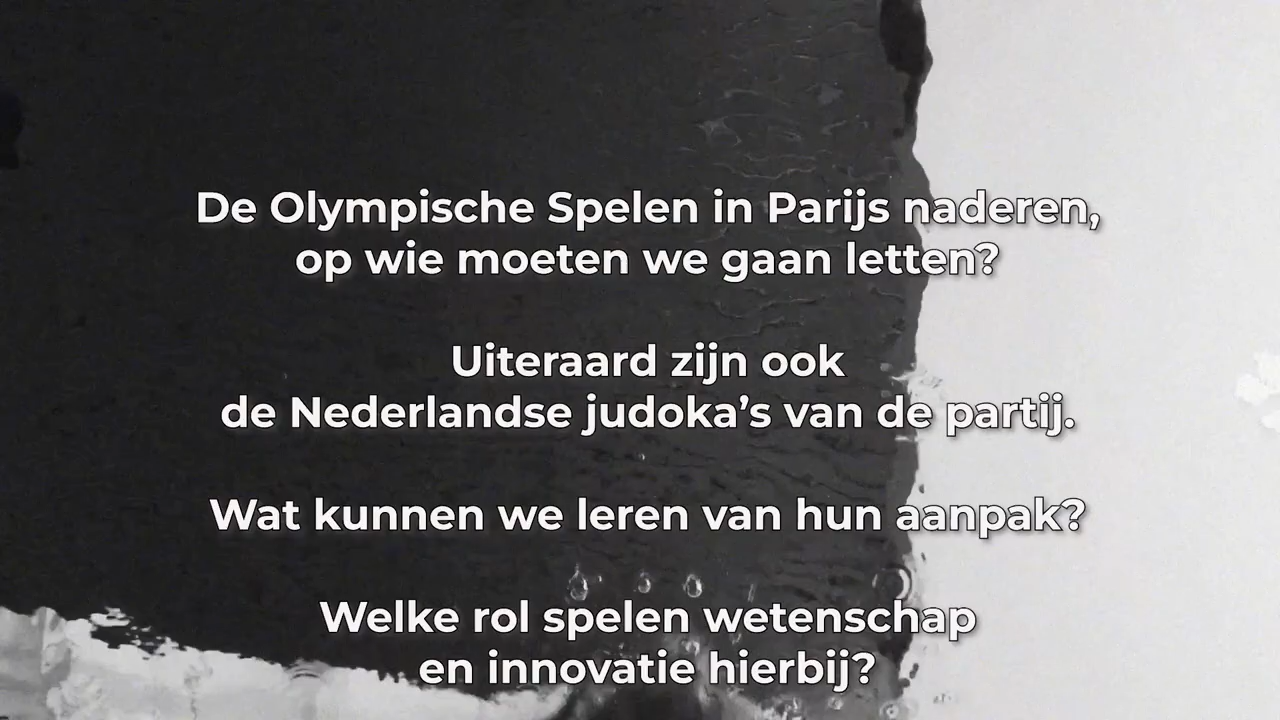 De Olympische Spelen in Parijs naderen,
op wie moeten we gaan letten?
Uiteraard zijn ook
de Nederlandse judoka’s van de partij.
Wat kunnen we leren van hun aanpak?
Welke rol spelen wetenschap
en innovatie hierbij?